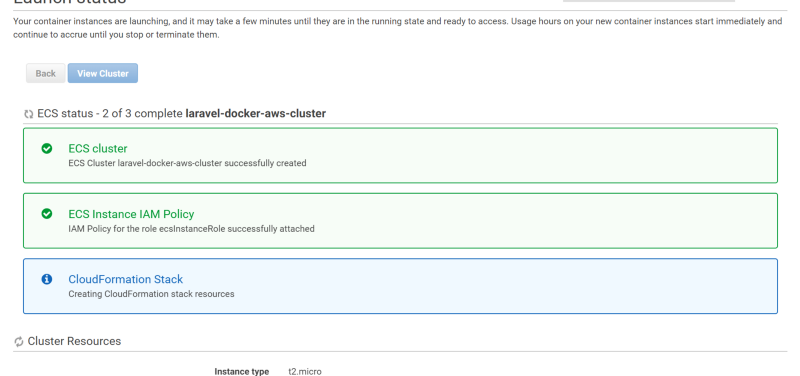 Launch status
Your container instances are launching, and it may take a few minutes until they are in the running state and ready to access. Usage hours on your new container instances start immediately and
continue to accrue until you stop or terminate them.
Back View Cluster
ECS status - 2 of 3 complete laravel-docker-aws-cluster
ECS cluster
ECS Cluster laravel-docker-aws-cluster successfully created
ECS Instance IAM Policy
IAM Policy for the role ecsInstanceRole successfully attached
CloudFormation Stack
Creating CloudFormation stack resources
Cluster Resources
Instance type t2.micro